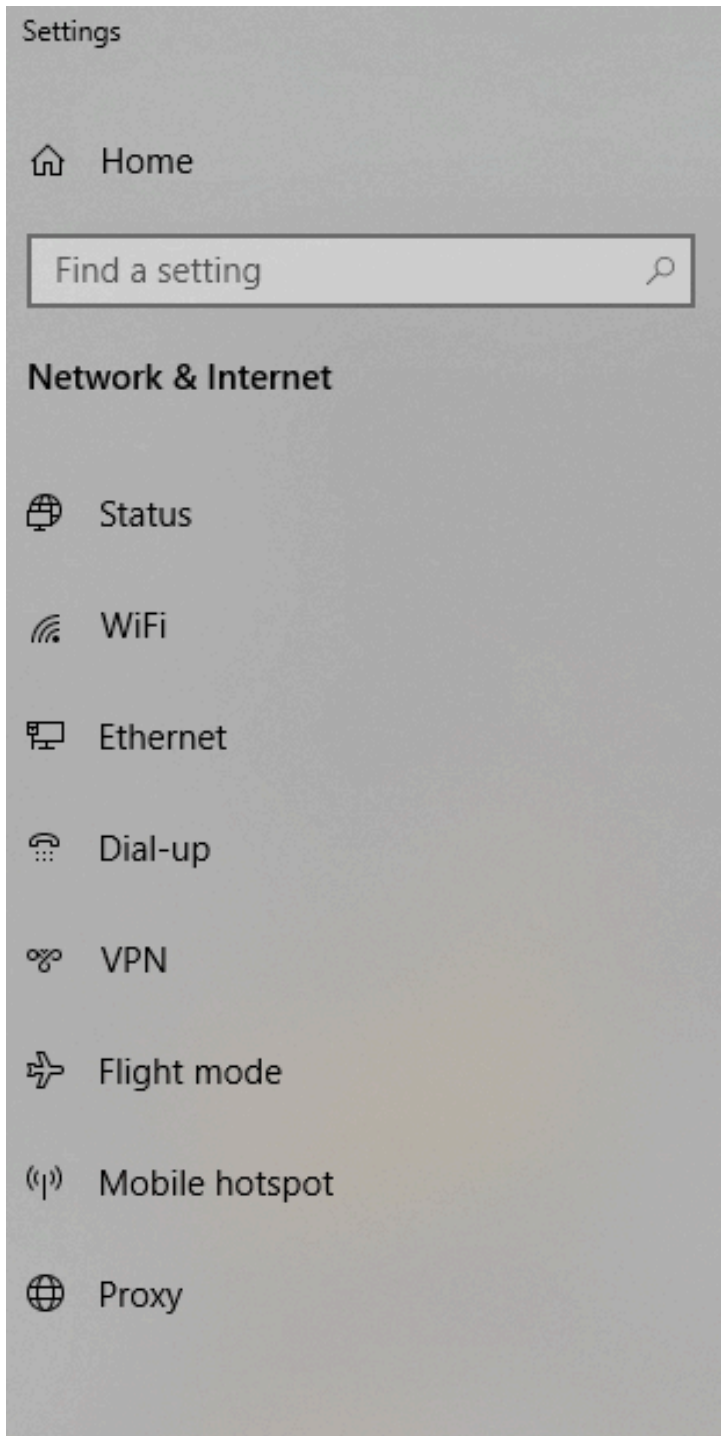 Settings
Home
Find a setting
Network & Internet
Status
WiFi
Ethernet
Dial-up
VPN
Flight mode
Mobile hotspot
Proxy